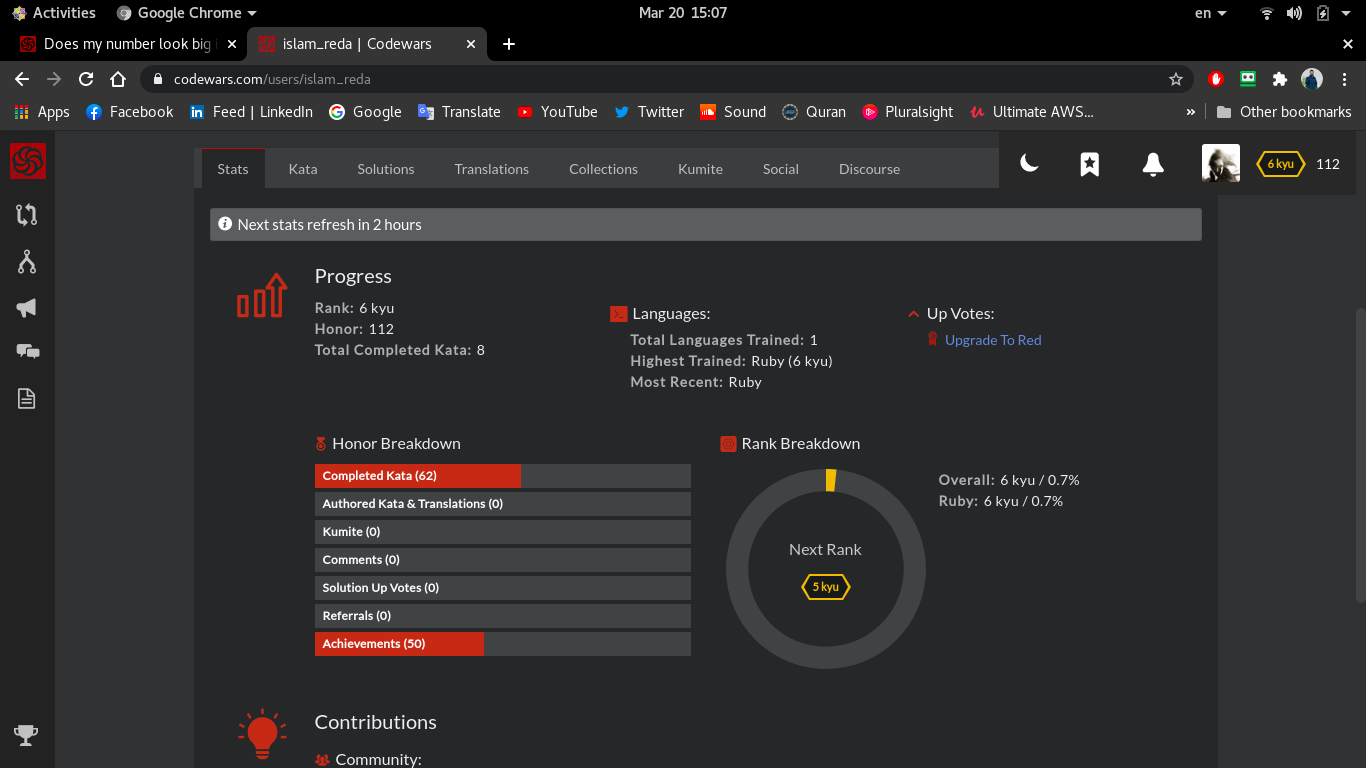 Activities Google Chrome Mar 20 15:07 en
Does my number look big islam_reda | Codewars
codewars.com/users/islam_reda
Apps Facebook Feed | LinkedIn Google Translate YouTube Twitter Sound Quran Pluralsight Ultimate AWS... » Other bookmarks
Stats Kata Solutions Translations Collections Kumite Social Discourse 6 kyu 112
Next stats refresh in 2 hours
Progress
Rank: 6 kyu
Honor: 112
Total Completed Kata: 8
Languages:
Total Languages Trained: 1
Highest Trained: Ruby (6 kyu)
Most Recent: Ruby
Up Votes:
Upgrade To Red
Honor Breakdown
Completed Kata (62)
Authored Kata & Translations (0)
Kumite (0)
Comments (0)
Solution Up Votes (0)
Referrals (0)
Achievements (50)
Rank Breakdown
Next Rank
5 kyu
Overall: 6 kyu / 0.7%
Ruby: 6 kyu / 0.7%
Contributions
Community: